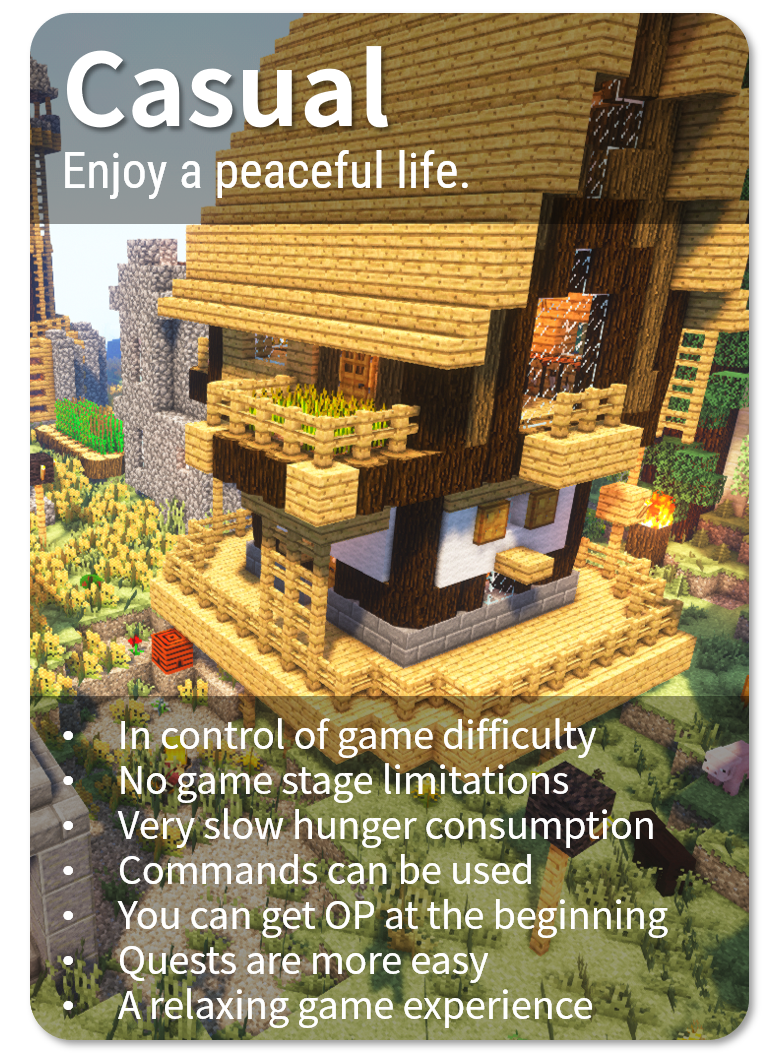 Casual
Enjoy a peaceful life.
• In control of game difficulty
• No game stage limitations
• Very slow hunger consumption
• Commands can be used
• You can get OP at the beginning
• Quests are more easy
• A relaxing game experience